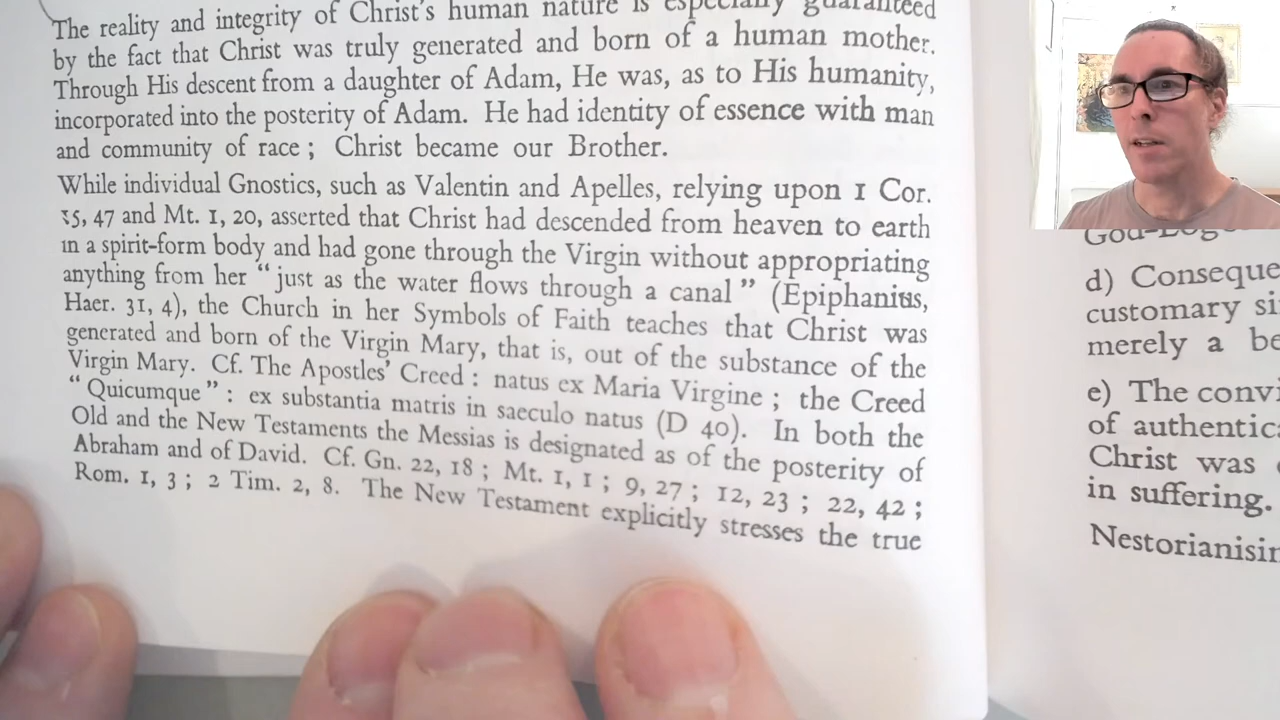 The reality and integrity of Christ's human nature is especially guaranteed
by the fact that Christ was truly generated and born of a human mother.
Through His descent from a daughter of Adam, He was, as to His humanity,
incorporated into the posterity of Adam. He had identity of essence with man
and community of race ; Christ became our Brother.
While individual Gnostics, such as Valentin and Apelles, relying upon 1 Cor.
15, 47 and Mt. 1, 20, asserted that Christ had descended from heaven to earth
in a spirit-form body and had gone through the Virgin without appropriating
anything from her “ just as the water flows through a canal ” (Epiphanius,
Haer. 31, 4), the Church in her Symbols of Faith teaches that Christ was
generated and born of the Virgin Mary, that is, out of the substance of the
Virgin Mary. Cf. The Apostles' Creed : natus ex Maria Virgine ; the Creed
“ Quicumque ” : ex substantia matris in saeculo natus (D 40). In both the
Old and the New Testaments the Messias is designated as of the posterity of
Abraham and of David. Cf. Gn. 22, 18 ; Mt. 1, 1 ; 9, 27 ; 12, 23 ; 22, 42 ;
Rom. 1, 3 ; 2 Tim. 2, 8. The New Testament explicitly stresses the true
d) Conseque
customary si
merely a be
e) The convi
of authentic
Christ was
in suffering.
Nestorianisin